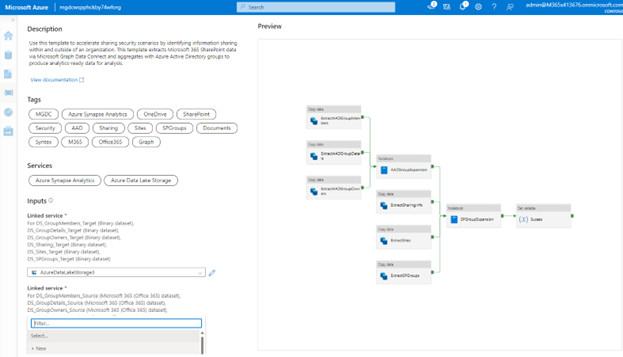 Microsoft Azure
mgdcwspphickby74wforg
Search
admin@M365x413676.onmicrosoft.com
CONTOSO
Description
Use this template to accelerate sharing security scenarios by identifying information sharing
within and outside of an organization. This template extracts Microsoft 365 SharePoint data
via Microsoft Graph Data Connect and aggregates with Azure Active Directory groups to
produce analytics ready data for analysis.
View documentation
Tags
MGDC
Azure Synapse Analytics
OneDrive
SharePoint
Security
AAD
Sharing
Sites
SPGroups
Documents
Syntex
M365
Office365
Graph
Services
Azure Synapse Analytics
Azure Data Lake Storage
Inputs
Linked service *
For DS_GroupMembers_Target (Binary dataset),
DS_GroupDetails_Target (Binary dataset),
DS_GroupOwners_Target (Binary dataset),
DS_Sharing_Target (Binary dataset),
DS_Sites_Target (Binary dataset),
DS_SPGroups_Target (Binary dataset)
AzureDataLakeStorage3
Linked service *
For DS_GroupMembers_Source (Microsoft 365 (Office 365) dataset),
DS_GroupDetails_Source (Microsoft 365 (Office 365) dataset),
DS_GroupOwners_Source (Microsoft 365 (Office 365) dataset),
Filter...
Select...
+ New
Preview
Copy data
Copy data
Copy data
Notebook
AADGroupExpansion
Copy data
ExtractSharingInfo
Copy data
ExtractSites
Copy data
ExtractSPGroups
Notebook
SPGroupExpansion
Set variable
(x)
Success